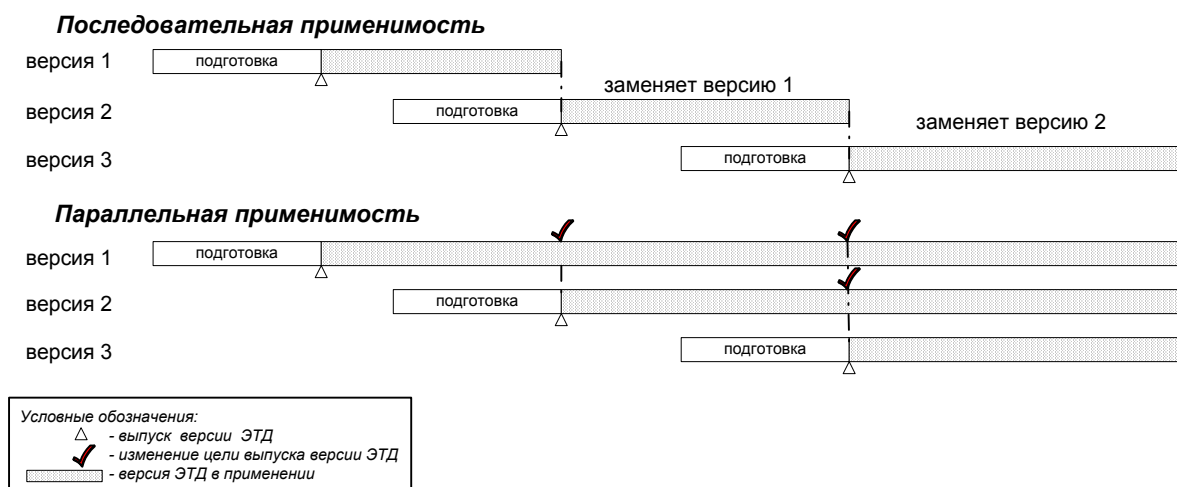 Последовательная применимость
версия 1
подготовка
заменяет версию 1
версия 2
подготовка
заменяет версию 2
версия 3
подготовка
Параллельная применимость
версия 1
подготовка
версия 2
подготовка
версия 3
подготовка
Условные обозначения:
- выпуск версии ЭТД
- изменение цели выпуска версии ЭТД
- версия ЭТД в применении